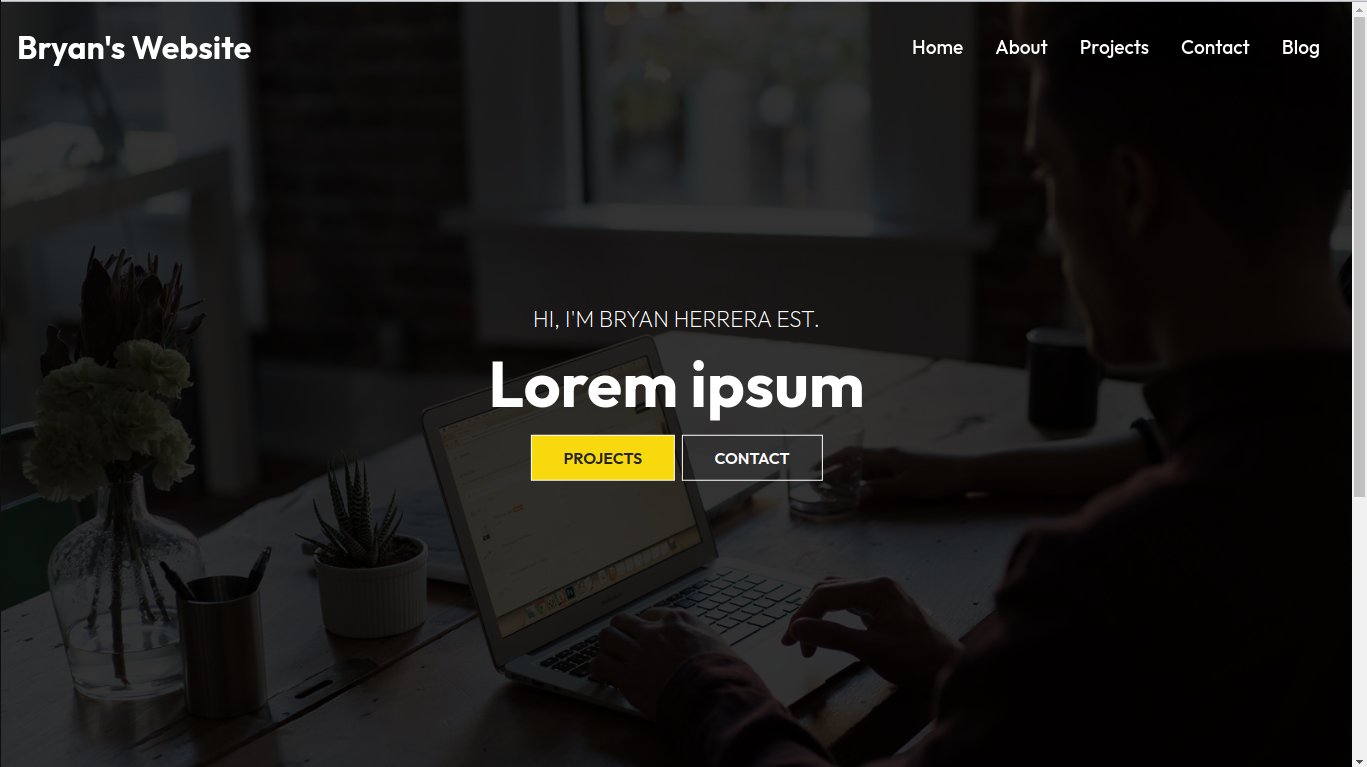 Bryan's Website
Home About Projects Contact Blog
HI, I'M BRYAN HERRERA EST.
Lorem ipsum
PROJECTS CONTACT